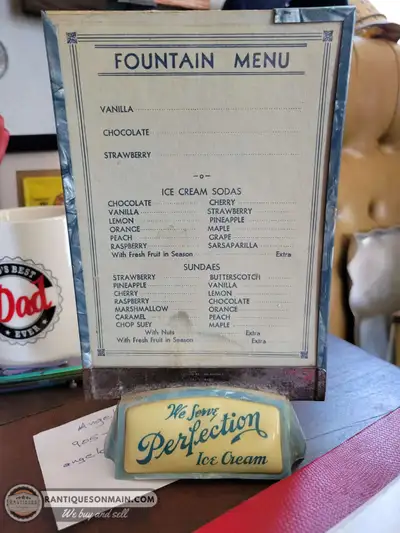 FOUNTAIN MENU
VANILLA
CHOCOLATE
STRAWBERRY
ICE CREAM SODAS
CHOCOLATE CHERRY
VANILLA STRAWBERRY
LEMON PINEAPPLE
ORANGE MAPLE
PEACH GRAPE
RASPBERRY SARSAPARILLA
With Fresh Fruit in Season Extra
SUNDAES
STRAWBERRY BUTTERSCOTCH
PINEAPPLE VANILLA
CHERRY LEMON
RASPBERRY CHOCOLATE
MARSHMALLOW ORANGE
CARAMEL PEACH
CHOP SUEY MAPLE
With Nuts Extra
With Fresh Fruit in Season Extra
We Serve
Perfection
Ice Cream
BEST
Dad
EVER
RANTIQUESONMAIN.COM
We buy and sell